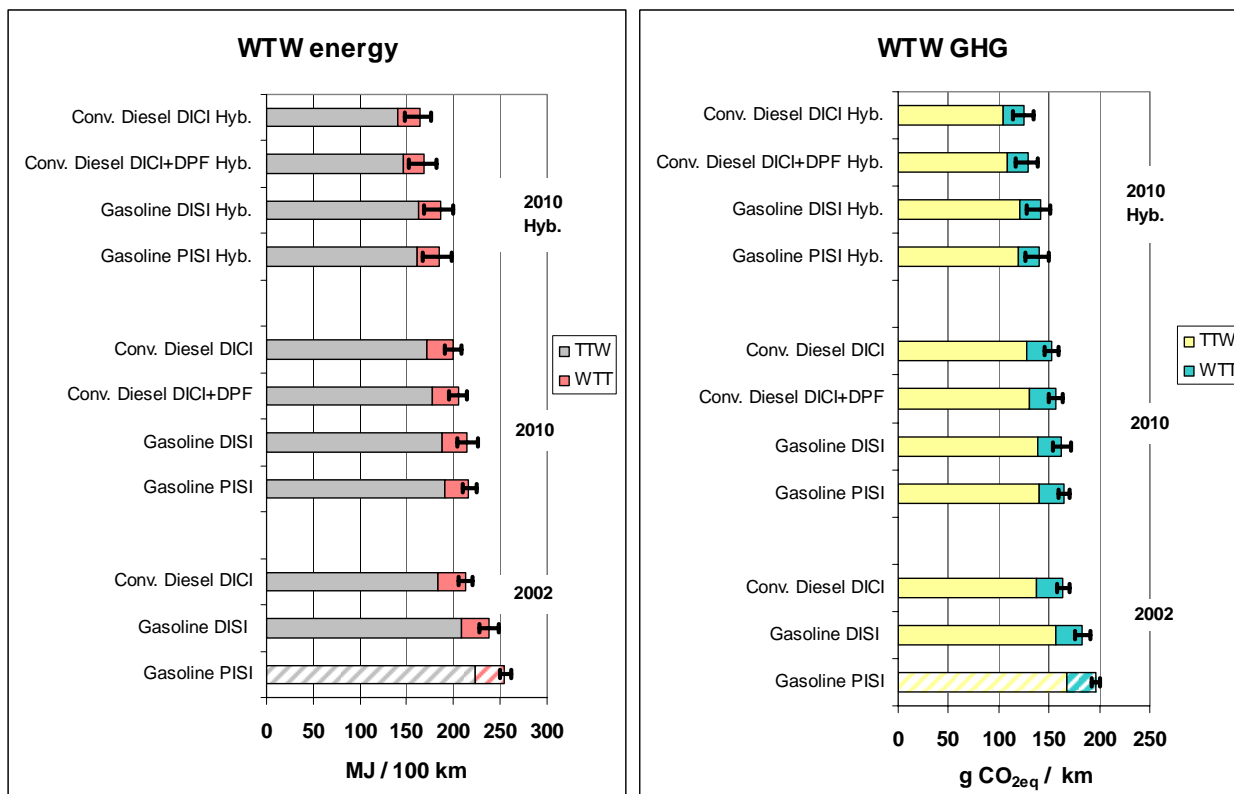 WTW energy
Conv. Diesel DICI Hyb.
Conv. Diesel DICI+DPF Hyb.
Gasoline DISI Hyb.
Gasoline PISI Hyb.
2010
Hyb.
Conv. Diesel DICI
Conv. Diesel DICI+DPF
Gasoline DISI
Gasoline PISI
2010
TTW
WTT
Conv. Diesel DICI
Gasoline DISI
Gasoline PISI
2002
0 50 100 150 200 250 300
MJ / 100 km
WTW GHG
Conv. Diesel DICI Hyb.
Conv. Diesel DICI+DPF Hyb.
Gasoline DISI Hyb.
Gasoline PISI Hyb.
2010
Hyb.
Conv. Diesel DICI
Conv. Diesel DICI+DPF
Gasoline DISI
Gasoline PISI
2010
TTW
WTT
Conv. Diesel DICI
Gasoline DISI
Gasoline PISI
2002
0 50 100 150 200 250
g CO2eq / km